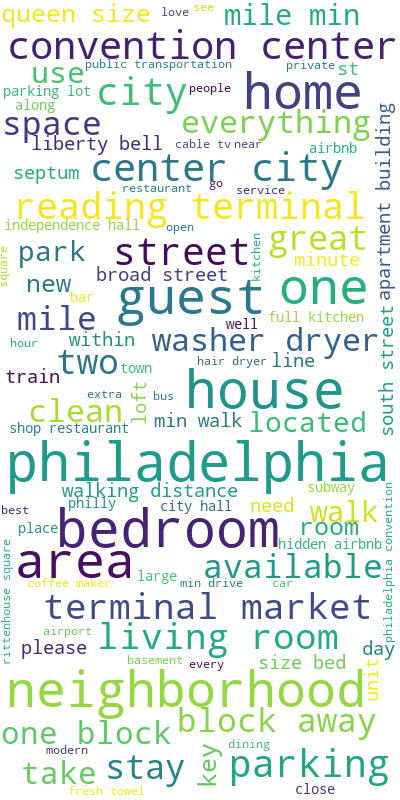 queen size love see mile min
convention center
public transportation private
use city people home st
parking lot
along
space everything
liberty bell cable tv near airbnb
septum center city
restaurant go service
reading terminal
independence hall open
square
park street kitchen great
apartment building
new broad street minute
bar guest one
mile well full kitchen
hour within washer dryer
south street
train two town hair dryer line
extra bus house
clean loft min walk located
shop restaurant
philadelphia
walking distance subway
best philly city hall need walk
place bedroom room
hidden airbnb
philadelphia convention
rittenhouse square
area available
coffee maker large min drive car
terminal market
airport living room day
please basement every size bed
unit
neighborhood
one block block away
modern key dining
take stay parking
fresh towel close